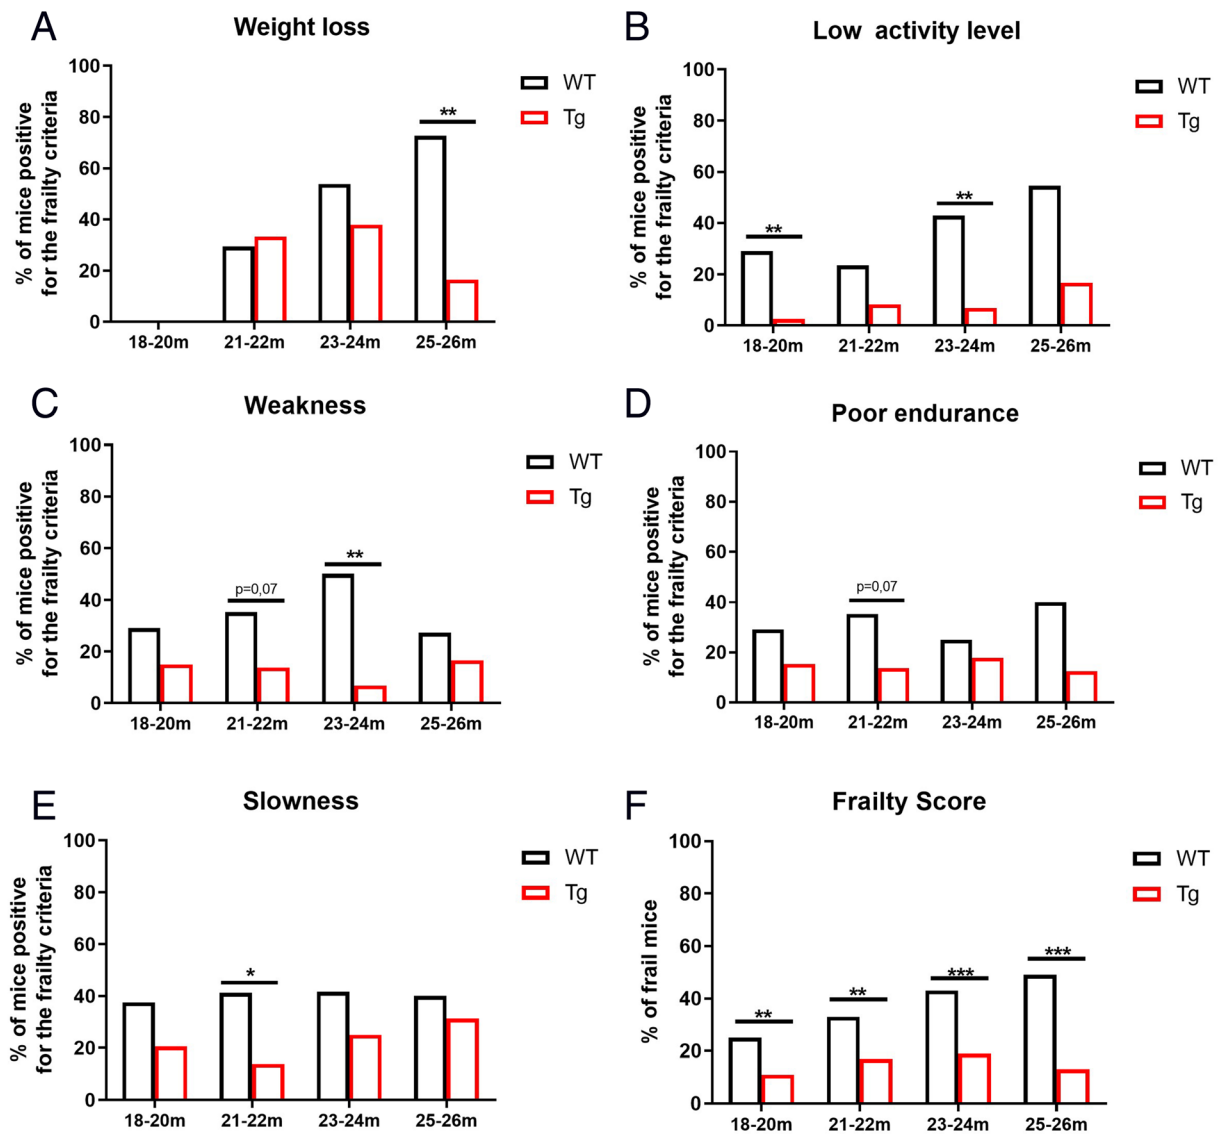 A
Weight loss
% of mice positive
for the frailty criteria
100
80
60
40
20
0
**
WT
Tg
18-20m 21-22m 23-24m 25-26m
B
Low activity level
% of mice positive
for the frailty criteria
100
80
60
40
20
0
**
**
WT
Tg
18-20m 21-22m 23-24m 25-26m
C
Weakness
% of mice positive
for the frailty criteria
100
80
60
40
20
0
p=0,07
**
WT
Tg
18-20m 21-22m 23-24m 25-26m
D
Poor endurance
% of mice positive
for the frailty criteria
100
80
60
40
20
0
p=0,07
WT
Tg
18-20m 21-22m 23-24m 25-26m
E
Slowness
% of mice positive
for the frailty criteria
100
80
60
40
20
0
*
WT
Tg
18-20m 21-22m 23-24m 25-26m
F
Frailty Score
% of frail mice
100
80
60
40
20
0
**
**
***
***
WT
Tg
18-20m 21-22m 23-24m 25-26m